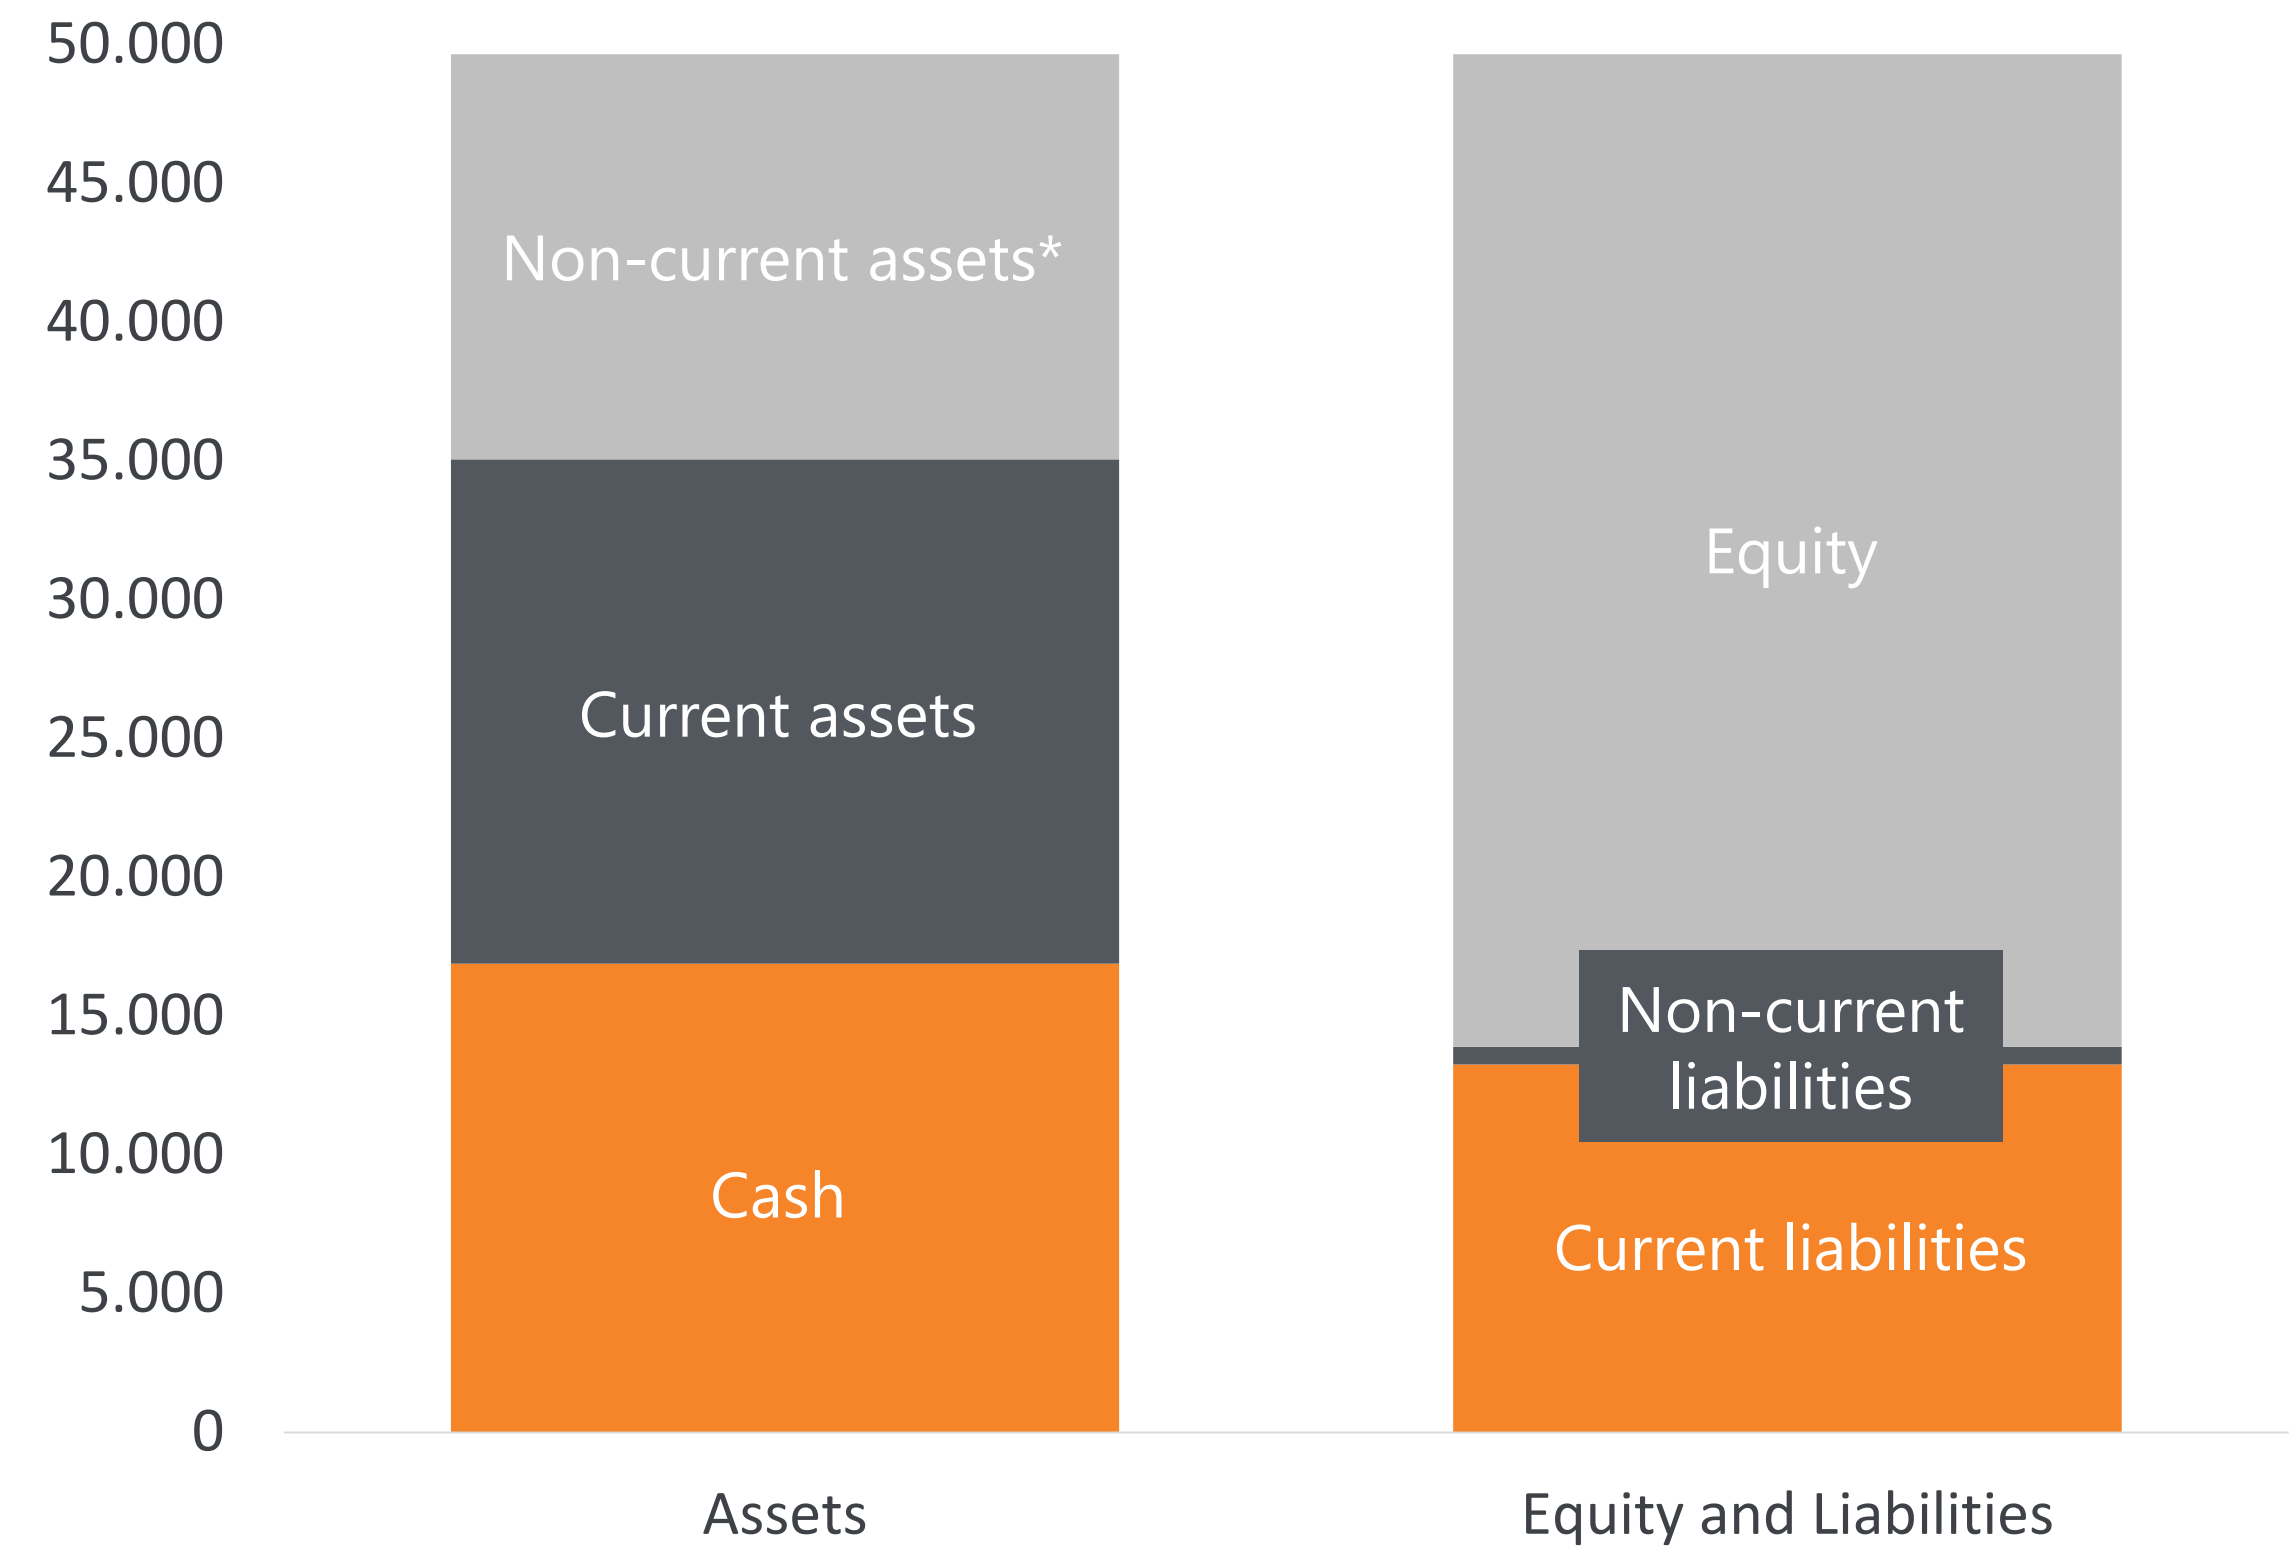 50.000
45.000
40.000
35.000
30.000
25.000
20.000
15.000
10.000
5.000
0
Non-current assets*
Current assets
Cash
Equity
Non-current
liabilities
Current liabilities
Assets
Equity and Liabilities